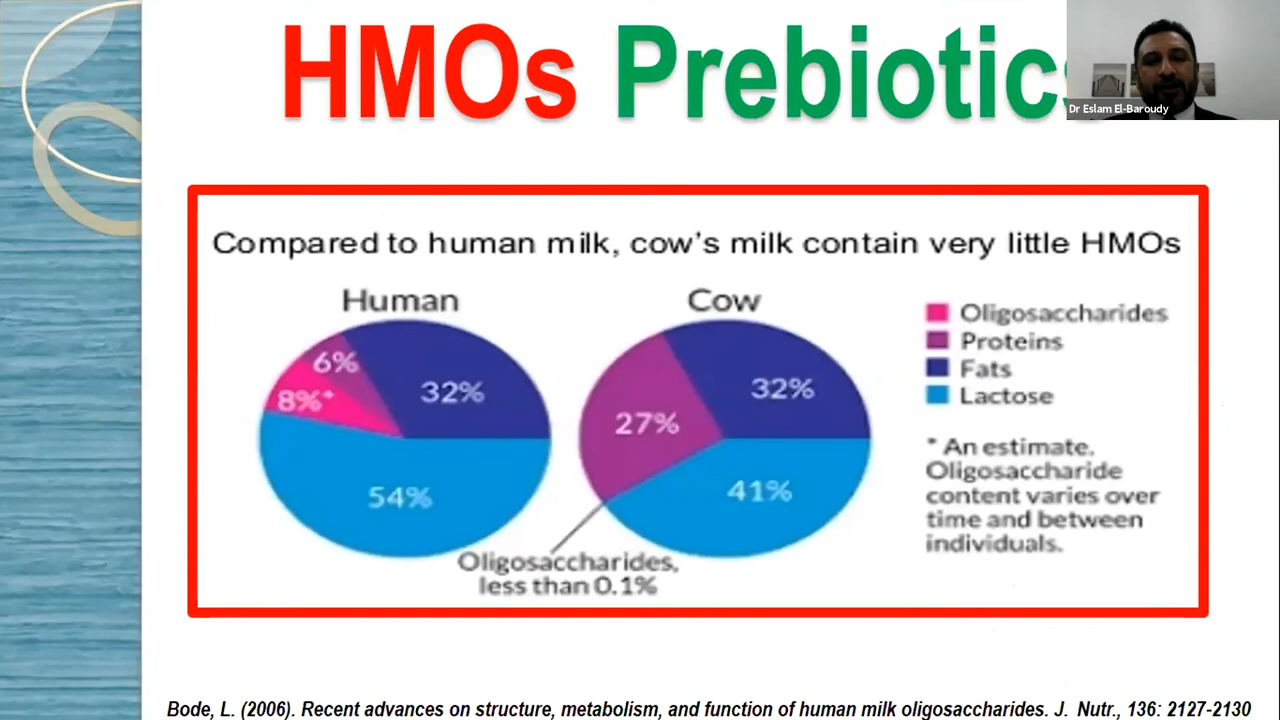 HMOs Prebiotics
Dr Eslam El-Baroudy
Compared to human milk, cow's milk contain very little HMOs
Human
6%
8%*
32%
54%
Cow
32%
27%
41%
Oligosaccharides,
less than 0.1%
Oligosaccharides
Proteins
Fats
Lactose
* An estimate.
Oligosaccharide
content varies over
time and between
individuals.
Bode, L. (2006). Recent advances on structure, metabolism, and function of human milk oligosaccharides. J. Nutr., 136: 2127-2130